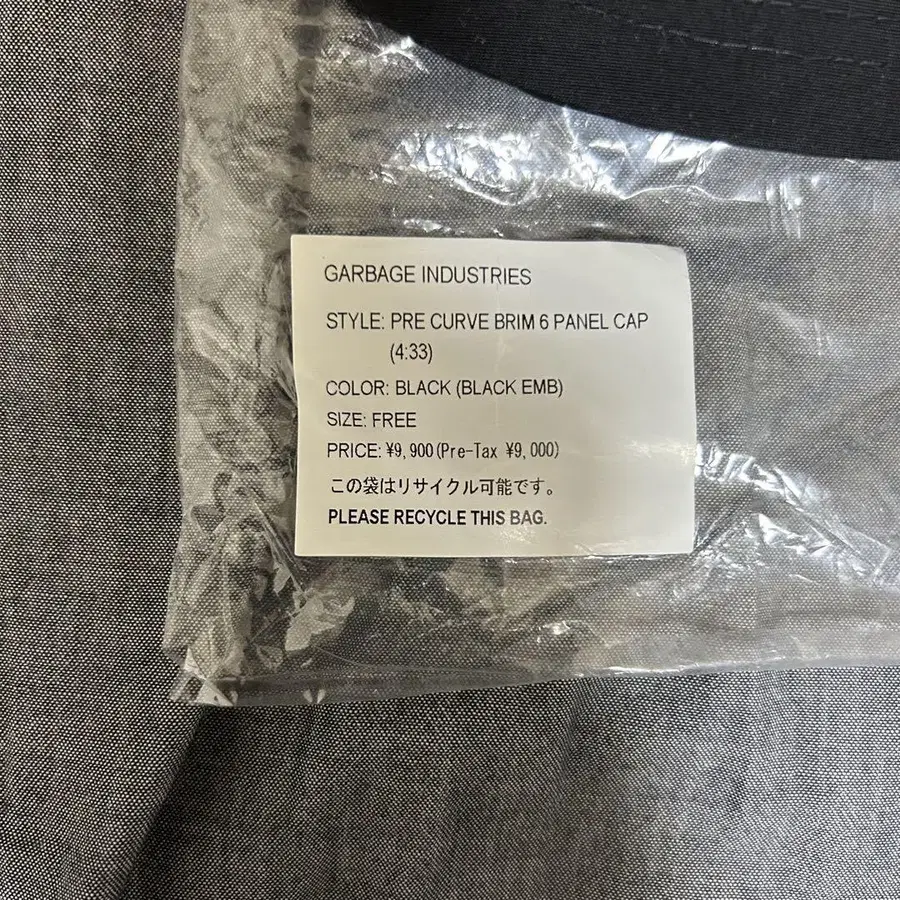 GARBAGE INDUSTRIES
STYLE: PRE CURVE BRIM 6 PANEL CAP
(4:33)
COLOR: BLACK (BLACK EMB)
SIZE: FREE
PRICE: ¥9,900(Pre-Tax ¥9,000)
この袋はリサイクル可能です。
PLEASE RECYCLE THIS BAG.